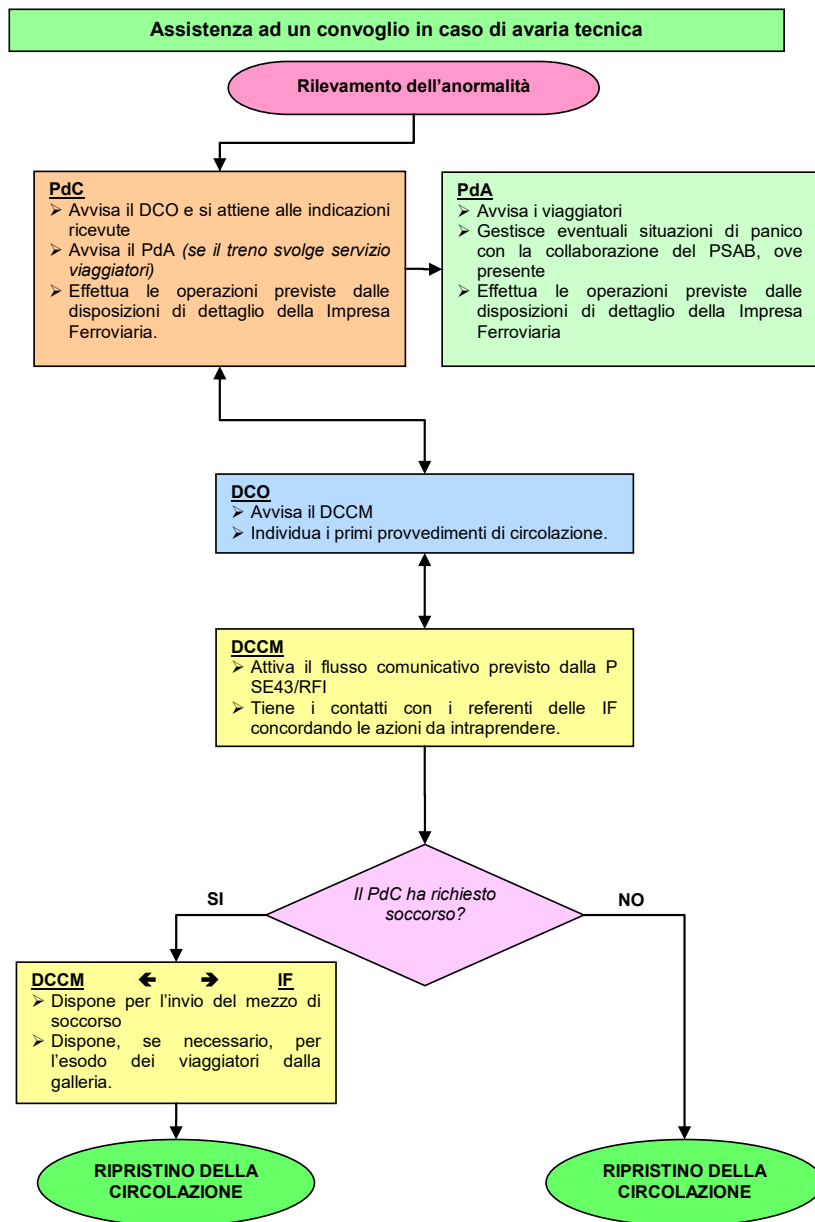 Assistenza ad un convoglio in caso di avaria tecnica
Rilevamento dell'anormalità
PdC
➢ Avvisa il DCO e si attiene alle indicazioni
ricevute
➢ Avvisa il PdA (se il treno svolge servizio
viaggiatori)
➢ Effettua le operazioni previste dalle
disposizioni di dettaglio della Impresa
Ferroviaria.
PdA
➢ Avvisa i viaggiatori
➢ Gestisce eventuali situazioni di panico
con la collaborazione del PSAB, ove
presente
➢ Effettua le operazioni previste dalle
disposizioni di dettaglio della Impresa
Ferroviaria
DCO
➢ Avvisa il DCCM
➢ Individua i primi provvedimenti di circolazione.
DCCM
➢ Attiva il flusso comunicativo previsto dalla P
SE43/RFI
➢ Tiene i contatti con i referenti delle IF
concordando le azioni da intraprendere.
Il PdC ha richiesto
soccorso?
SI
NO
DCCM 🡸 🡺 IF
➢ Dispone per l'invio del mezzo di
soccorso
➢ Dispone, se necessario, per
l'esodo dei viaggiatori dalla
galleria.
RIPRISTINO DELLA
CIRCOLAZIONE
RIPRISTINO DELLA
CIRCOLAZIONE